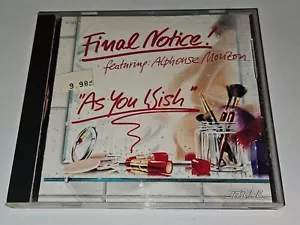 Final Notice!
featuring: Alphonse Mouzon
9,98
"As You Wish"